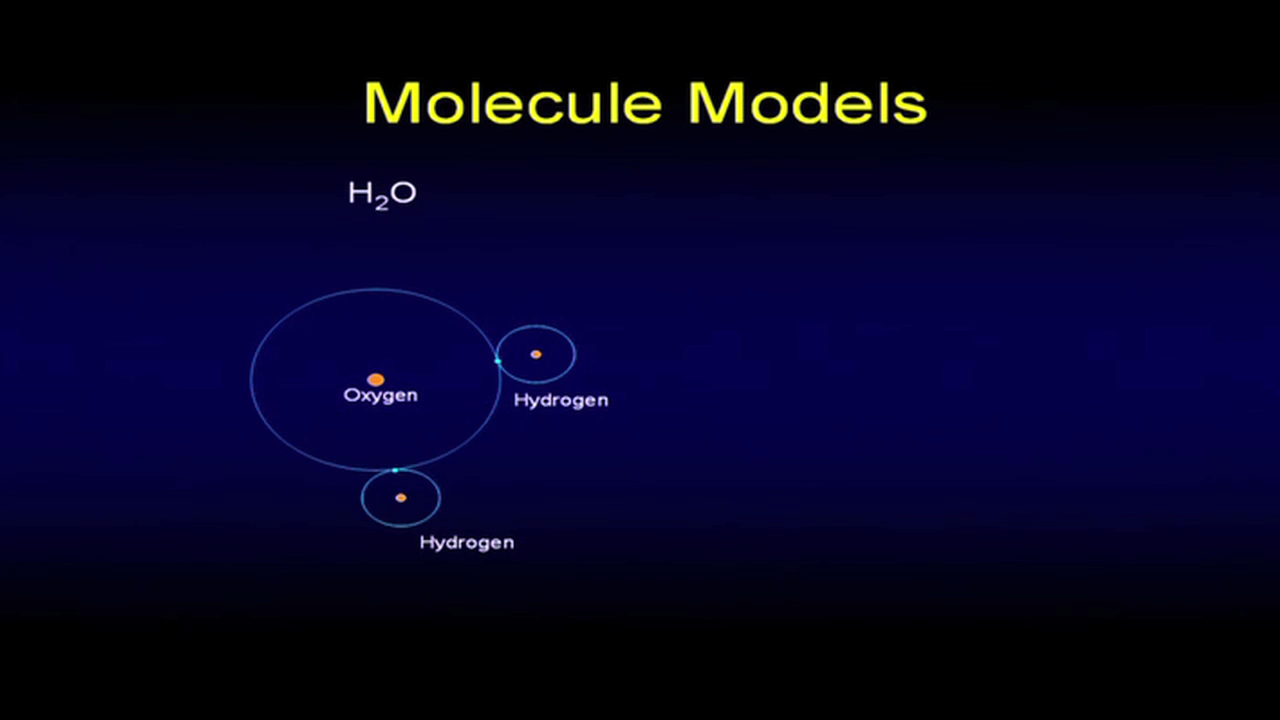 Molecule Models
H₂O
Oxygen
Hydrogen
Hydrogen